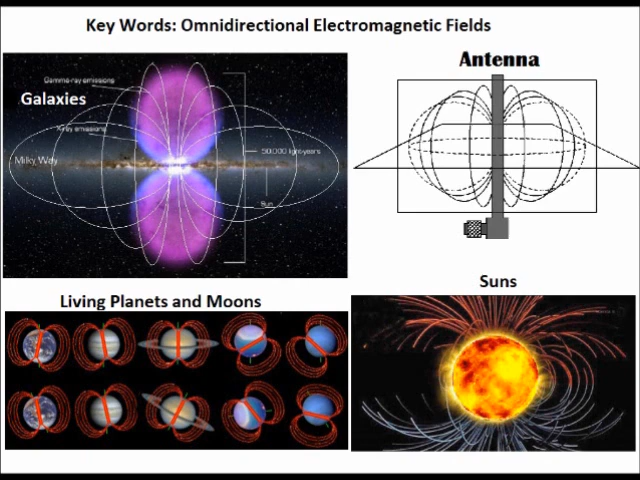 Key Words: Omnidirectional Electromagnetic Fields
Gamma-ray emissions
Galaxies
X-ray emissions
Milky Way
50,000 light-years
Sun
Antenna
Living Planets and Moons
Suns